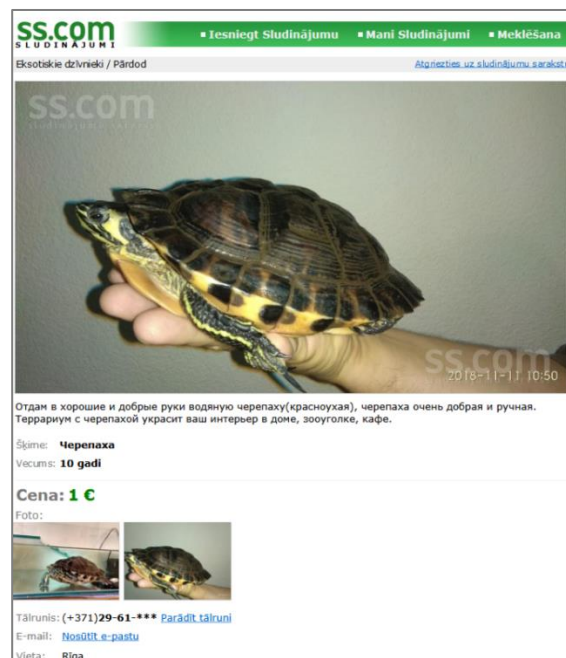 ss.com
SLUDINĀJUMI
Iesniegt Sludinājumu Mani Sludinājumi Meklēšana
Eksotiskie dzīvnieki / Pārdod Atgriezties uz sludinājumu sarakstu
ss.com
sludinājumu serviss
ss.com
2018-11-11 10:50
Отдам в хорошие и добрые руки водяную черепаху(красноухая), черепаха очень добрая и ручная.
Террариум с черепахой украсит ваш интерьер в доме, зооуголке, кафе.
Šķirne: Черепаха
Vecums: 10 gadi
Cena: 1 €
Foto:
Tālrunis: (+371)29-61-*** Parādīt tālruni
E-mail: Nosūtīt e-pastu
Vieta: Rīga